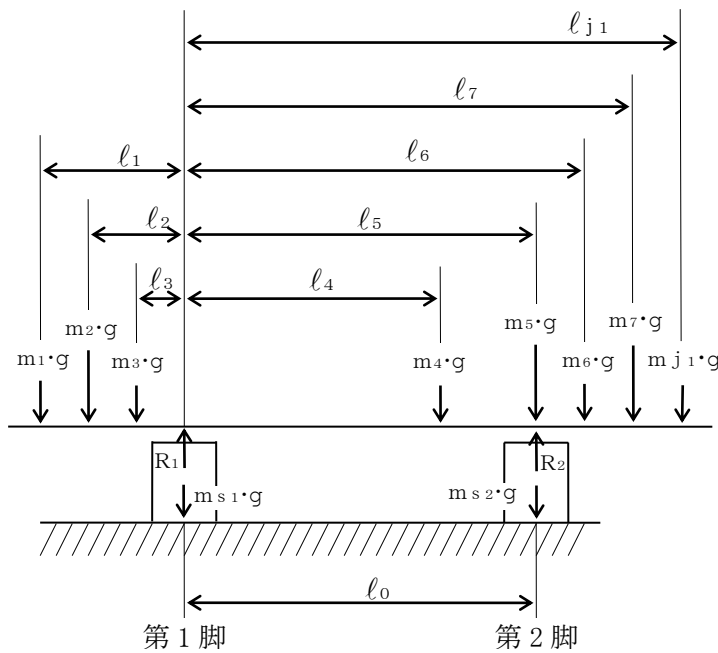 ℓj1
ℓ7
ℓ1 ℓ6
ℓ2 ℓ5
ℓ3 ℓ4
m2・g m5・g m7・g
m1・g m3・g m4・g m6・g mj1・g
R1 R2
ms1・g ms2・g
ℓ0
第1脚 第2脚